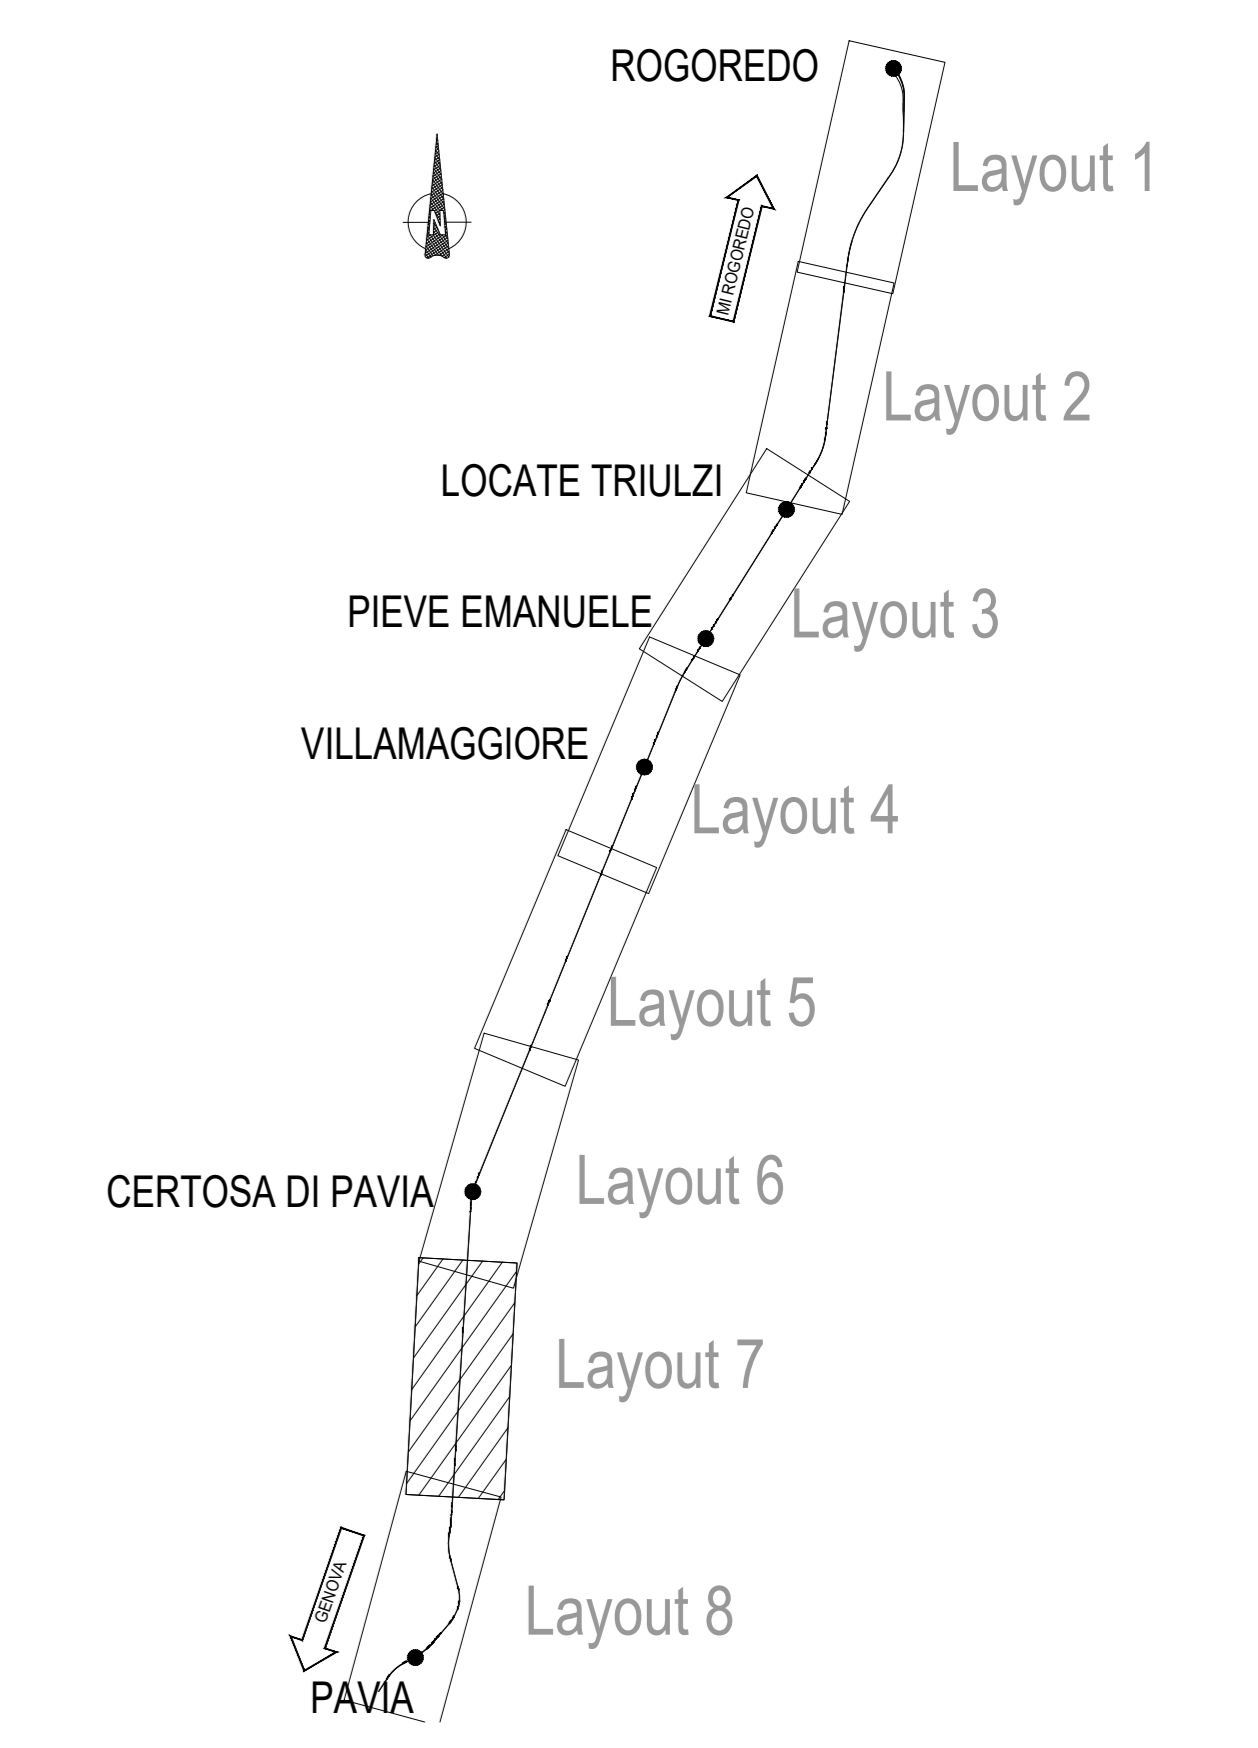 ROGOREDO
Layout 1
N
MI ROGOREDO
Layout 2
LOCATE TRIULZI
PIEVE EMANUELE
Layout 3
VILLAMAGGIORE
Layout 4
Layout 5
CERTOSA DI PAVIA
Layout 6
Layout 7
GENOVA
Layout 8
PAVIA